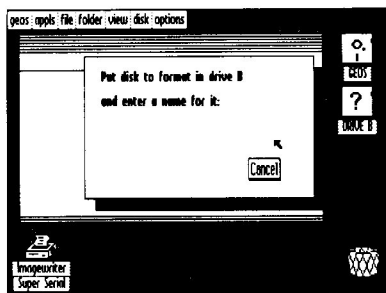 geos appls file folder view disk options
Put disk to format in drive B
and enter a name for it:
Cancel
GEOS
?
DRIVE B
Imagewriter
Super Serial